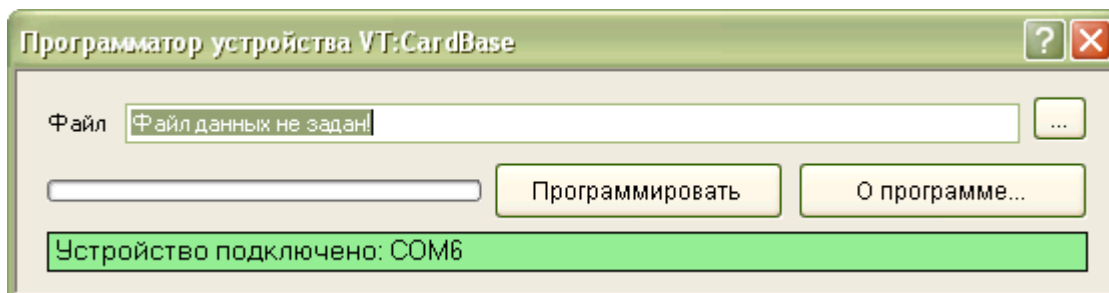 Программатор устройства VT:CardBase
Файл Файл данных не задан! ...
Программировать О программе...
Устройство подключено: COM6